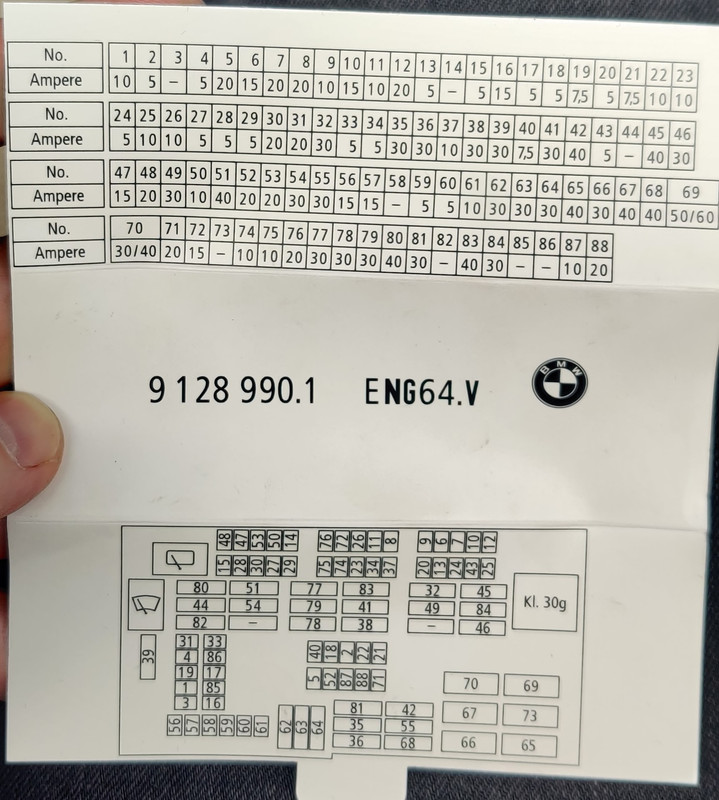 No. 1 2 3 4 5 6 7 8 9 10 11 12 13 14 15 16 17 18 19 20 21 22 23
Ampere 10 5 – 5 20 15 20 20 10 15 10 20 5 – 5 15 5 5 7,5 5 7,5 10 10
No. 24 25 26 27 28 29 30 31 32 33 34 35 36 37 38 39 40 41 42 43 44 45 46
Ampere 5 10 10 5 5 5 20 20 30 5 5 30 30 10 30 30 7,5 30 40 5 – 40 30
No. 47 48 49 50 51 52 53 54 55 56 57 58 59 60 61 62 63 64 65 66 67 68 69
Ampere 15 20 30 10 40 20 20 30 30 15 15 – 5 5 10 30 30 30 40 30 40 40 50/60
No. 70 71 72 73 74 75 76 77 78 79 80 81 82 83 84 85 86 87 88
Ampere 30/40 20 15 – 10 10 20 30 30 30 40 30 – 40 30 – – 10 20
9 128 990.1 ENG64.V BMW
48 47 53 50 14 76 72 26 11 8 9 6 7 10 12
15 28 30 27 29 75 74 23 34 37 20 13 24 43 25
80 51 77 83 32 45
44 54 79 41 49 84 Kl. 30g
82 – 78 38 – 46
39
31 33 40 18 2 22 21
4 86
19 17 5 52 87 88 71 70 69
1 85
3 16
56 57 58 59 60 61 62 63 64
81 42 67 73
35 55
36 68 66 65